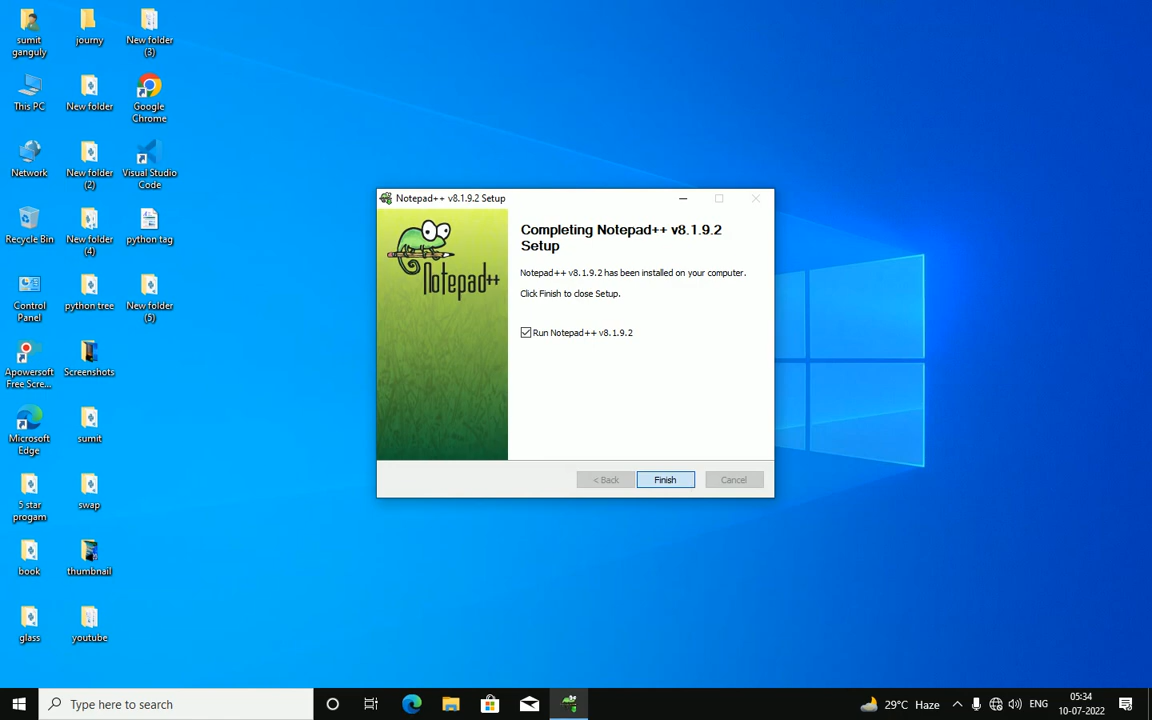 sumit
ganguly
journy
New folder
(3)
This PC
New folder
Google
Chrome
Network
New folder
(2)
Visual Studio
Code
Recycle Bin
New folder
(4)
python tag
Control
Panel
python tree
New folder
(5)
Apowersoft
Free Scre...
Screenshots
Microsoft
Edge
sumit
5 star
progam
swap
book
thumbnail
glass
youtube
Notepad++ v8.1.9.2 Setup
Notepad++
Completing Notepad++ v8.1.9.2
Setup
Notepad++ v8.1.9.2 has been installed on your computer.
Click Finish to close Setup.
Run Notepad++ v8.1.9.2
< Back
Finish
Cancel
Type here to search
29°C Haze
ENG
05:34
10-07-2022